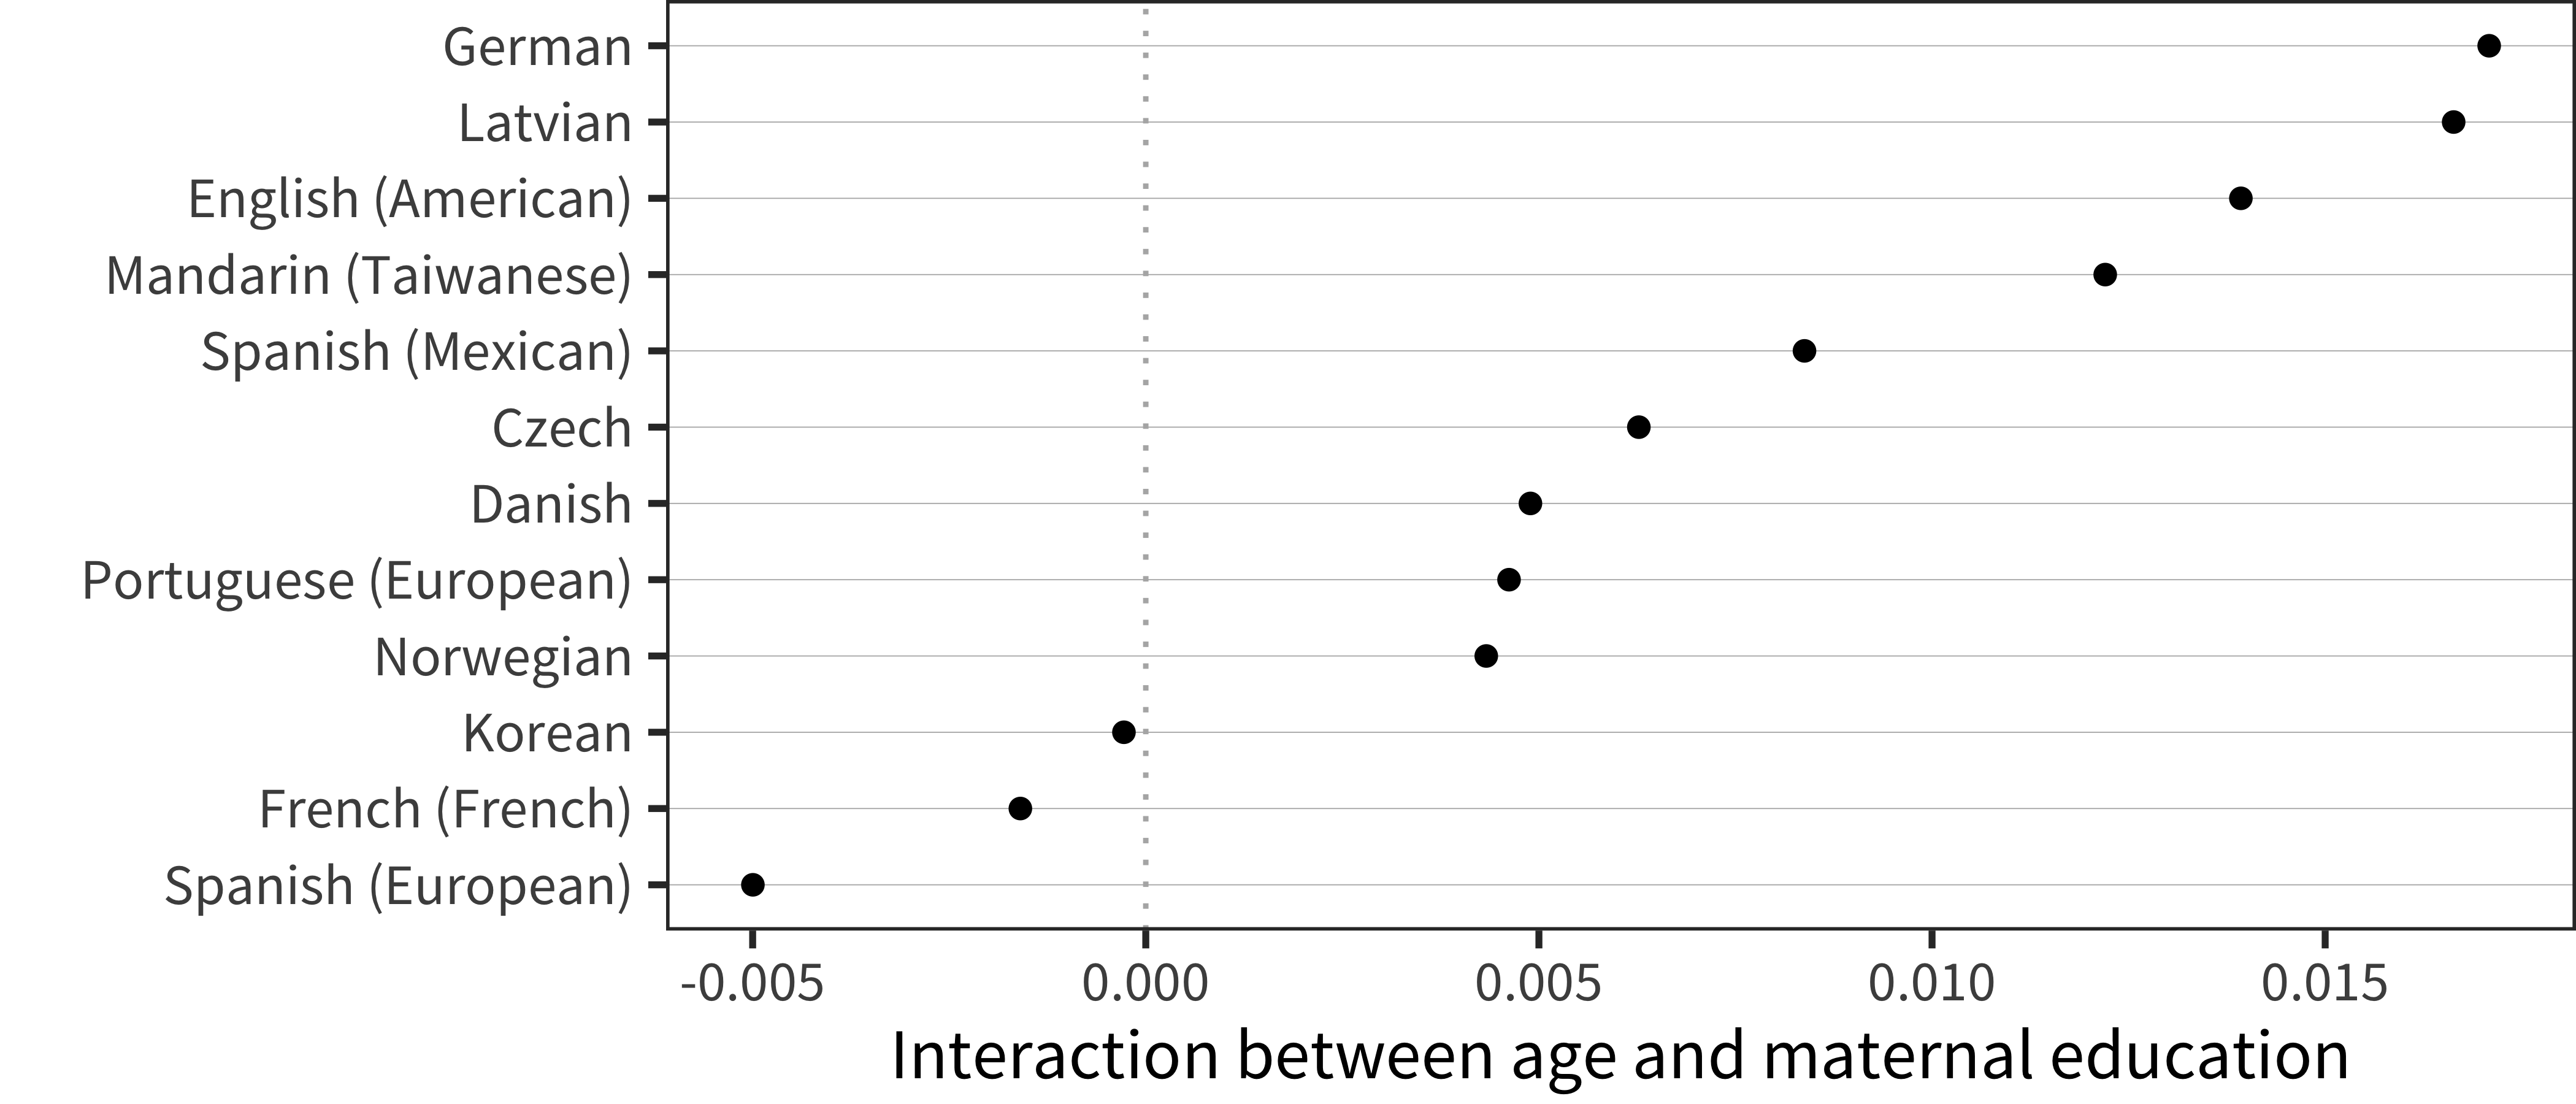 German
Latvian
English (American)
Mandarin (Taiwanese)
Spanish (Mexican)
Czech
Danish
Portuguese (European)
Norwegian
Korean
French (French)
Spanish (European)
-0.005 0.000 0.005 0.010 0.015
Interaction between age and maternal education